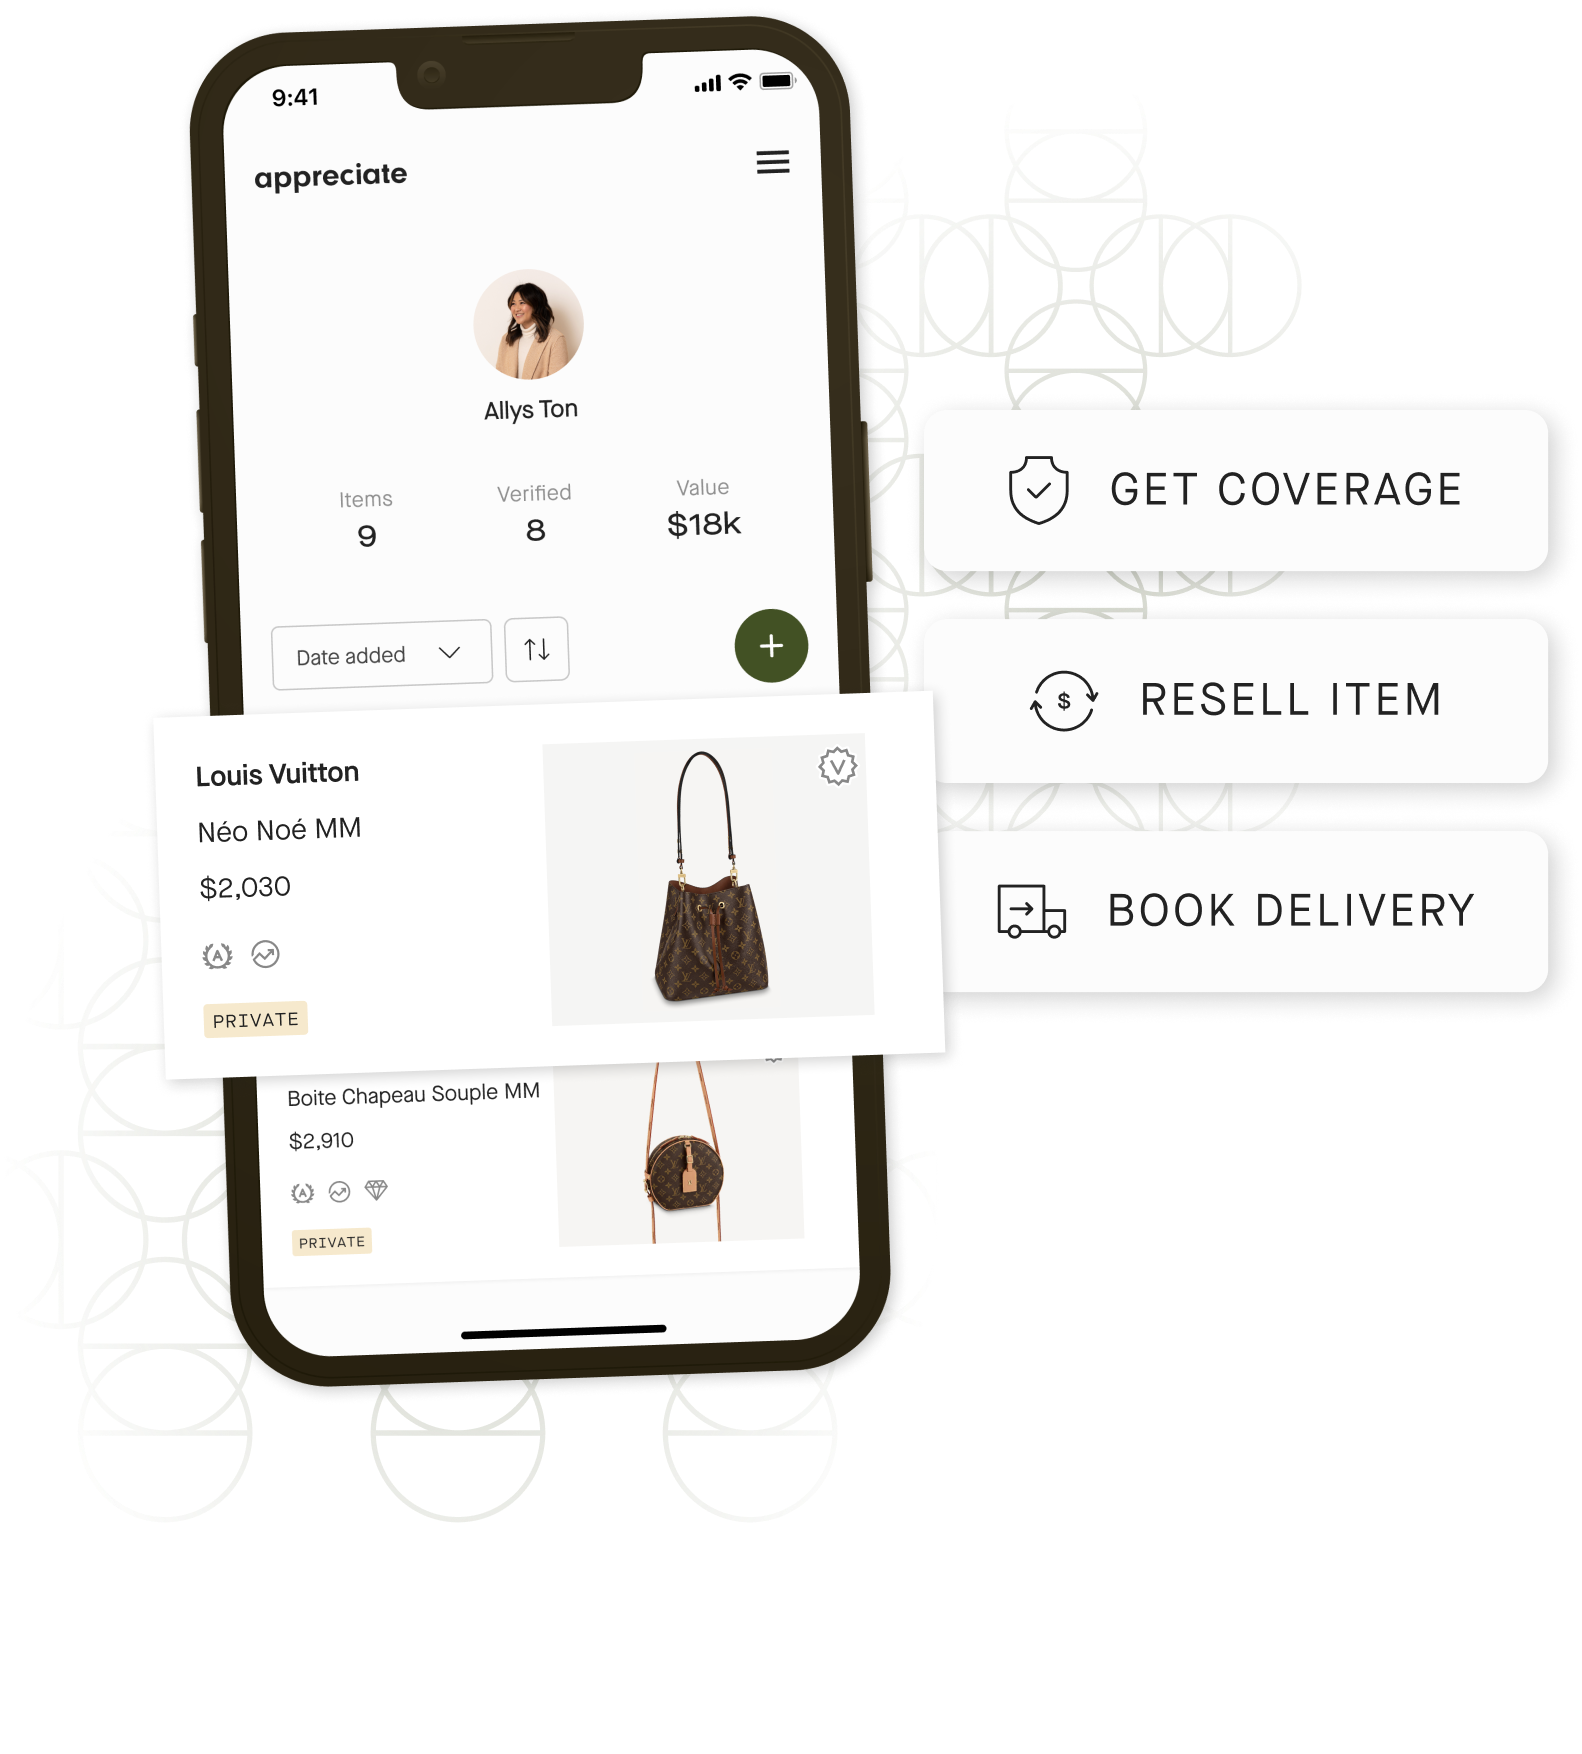 9:41
appreciate
Allys Ton
Items
9
Verified
8
Value
$18k
Date added
Louis Vuitton
Néo Noé MM
$2,030
A
V
PRIVATE
Boite Chapeau Souple MM
$2,910
A
PRIVATE
GET COVERAGE
$
RESELL ITEM
BOOK DELIVERY